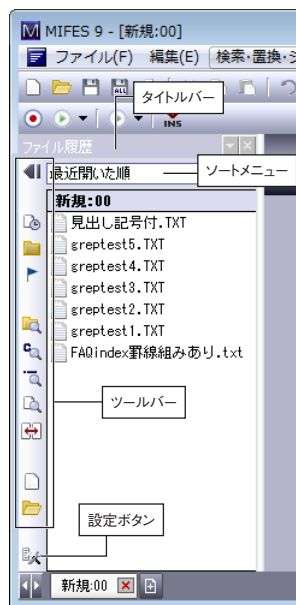 MIFES 9 - [新規:00]
ファイル(F) 編集(E) 検索・置換・
タイトルバー
INS
ファイル履歴
最近開いた順
ソートメニュー
新規:00
見出し記号付.TXT
greptest5.TXT
greptest4.TXT
greptest3.TXT
greptest2.TXT
greptest1.TXT
FAQindex罫線組みあり.txt
ツールバー
設定ボタン
新規:00